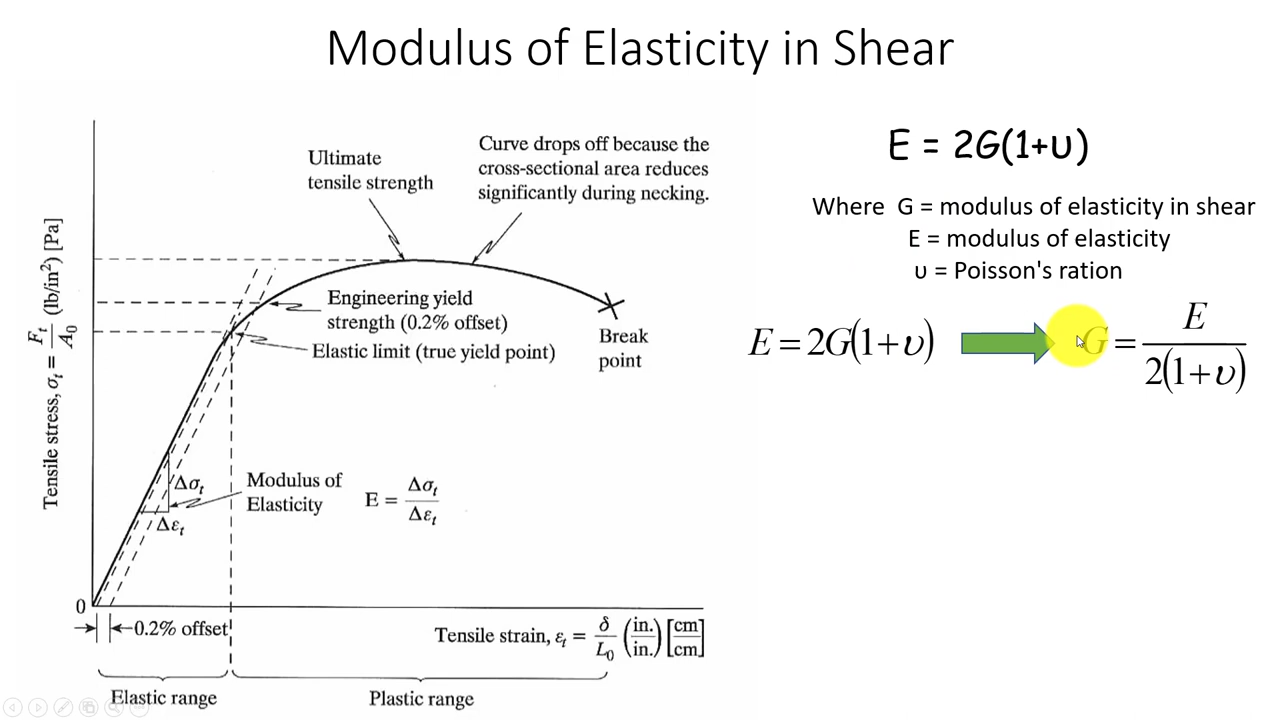 Modulus of Elasticity in Shear
Ultimate
tensile strength
Curve drops off because the
cross-sectional area reduces
significantly during necking.
Engineering yield
strength (0.2% offset)
Elastic limit (true yield point)
Break
point
Tensile stress, σt = Ft/A0 (lb/in²) [Pa]
Δσt
Δεt
Modulus of
Elasticity
E = Δσt/Δεt
0
0.2% offset
Tensile strain, εt = δ/L0 (in./in.) [cm/cm]
Elastic range
Plastic range
E = 2G(1+υ)
Where G = modulus of elasticity in shear
E = modulus of elasticity
υ = Poisson's ration
E = 2G(1+υ)
G = E/2(1+υ)